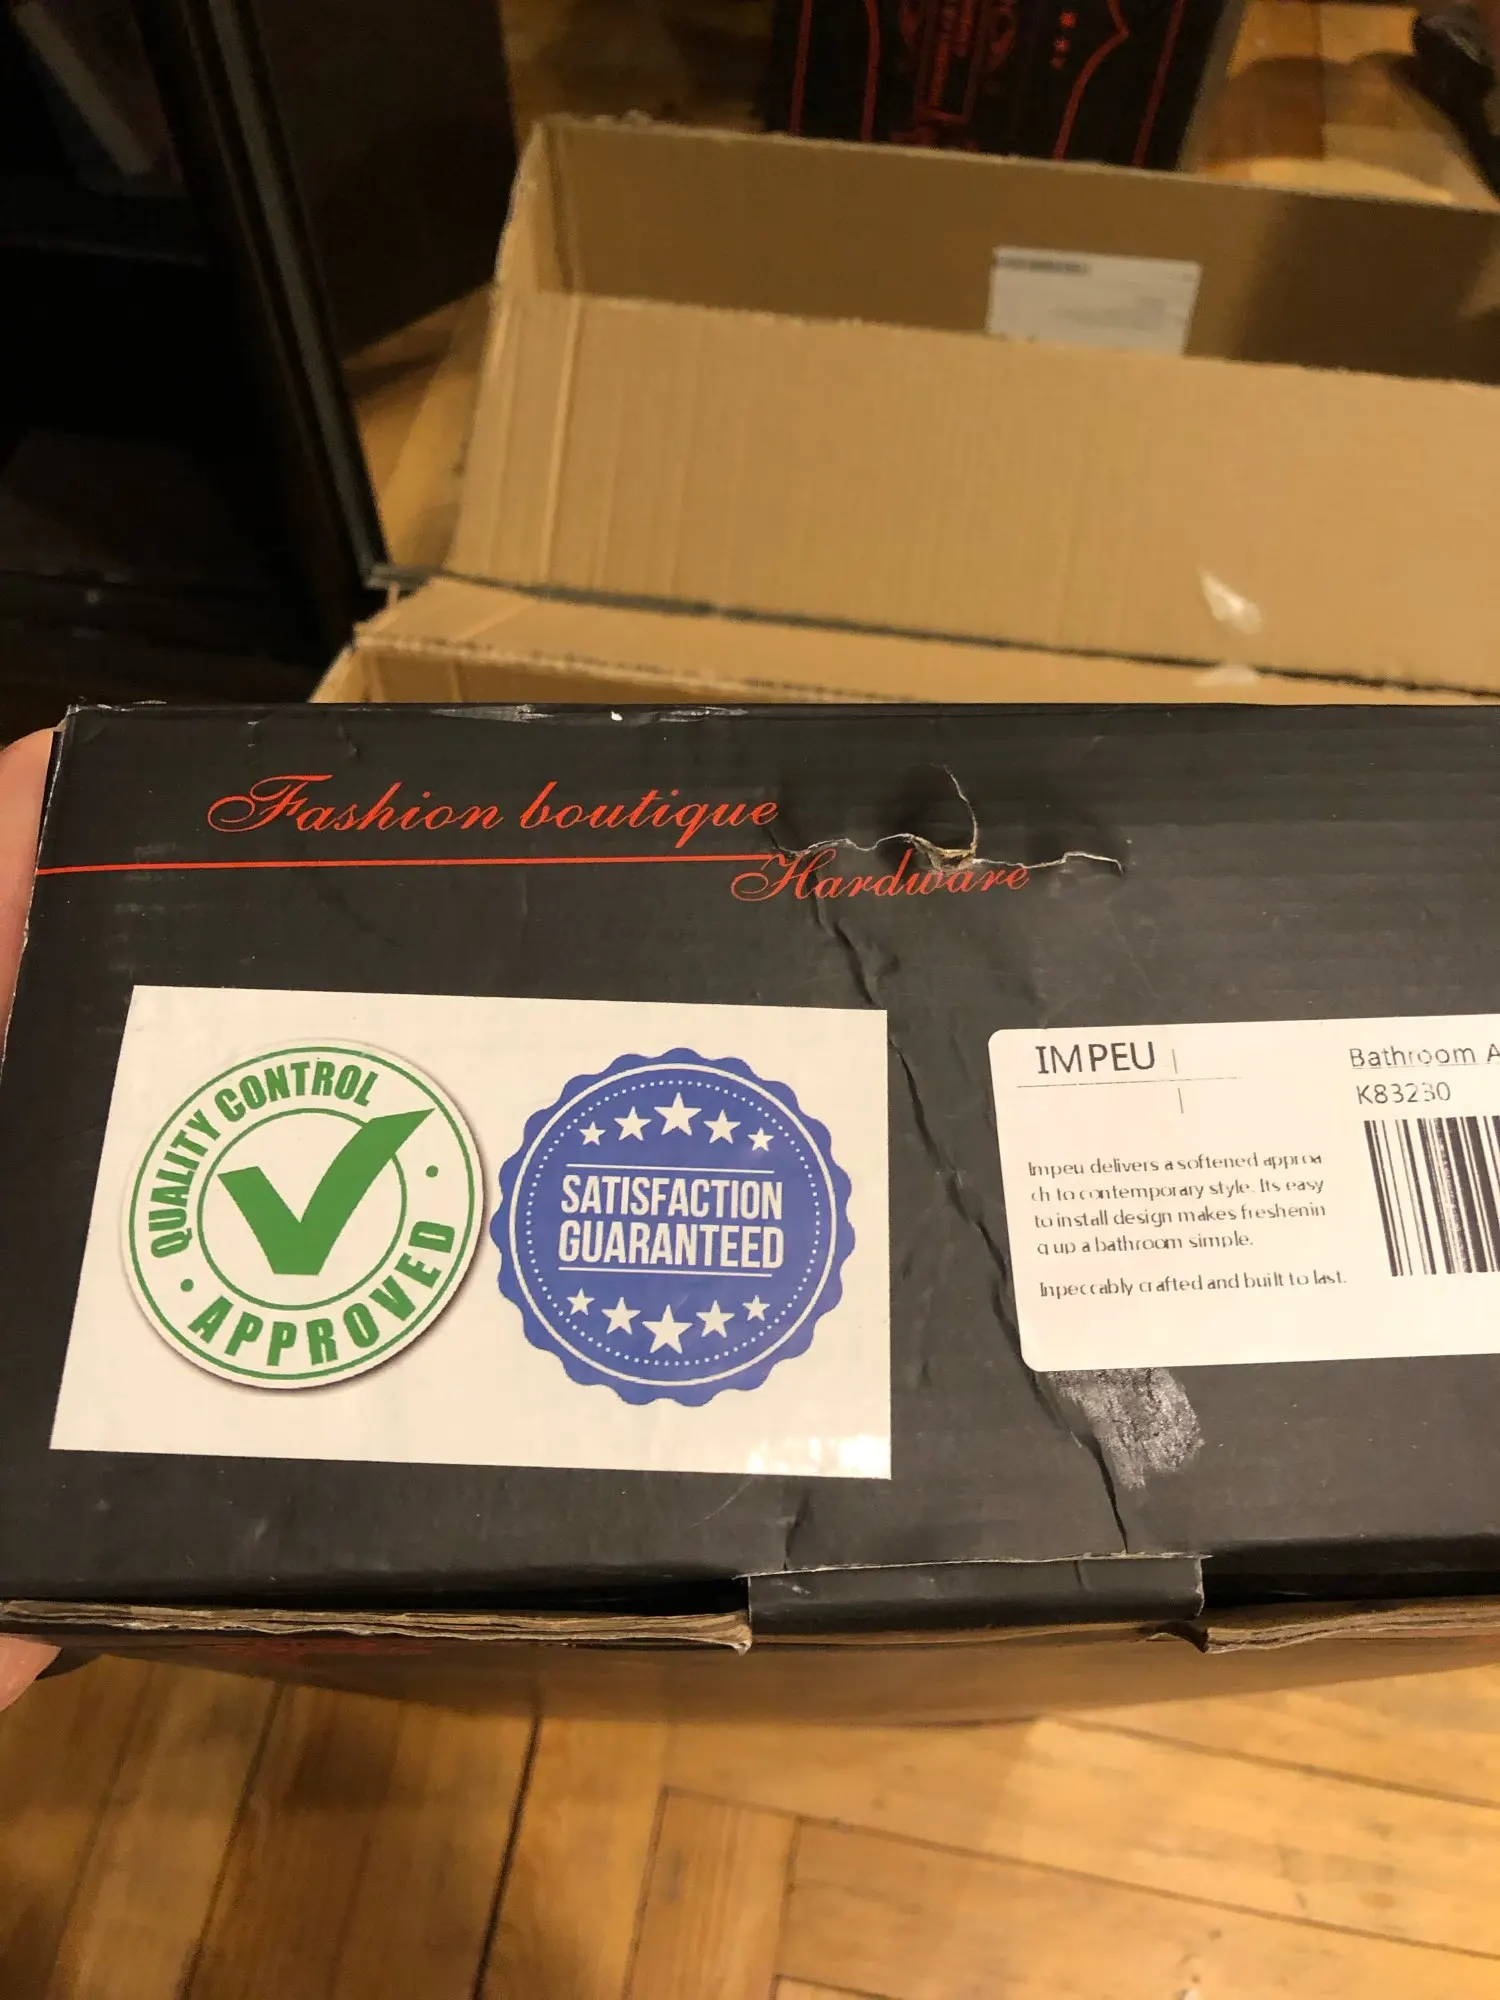 Fashion boutique
Hardware
QUALITY CONTROL
APPROVED
SATISFACTION
GUARANTEED
IMPEU
Bathroom A
K83230
Impeu delivers a softened approa
ch to contemporary style. Its easy
to install design makes freshenin
g up a bathroom simple.
Inpeccably crafted and built to last.